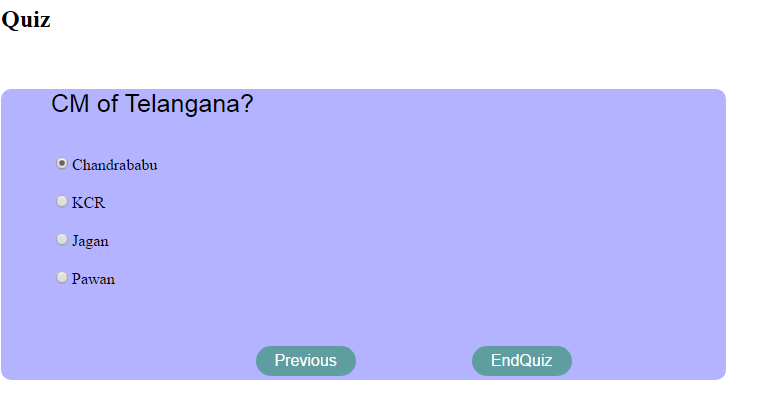 Quiz
CM of Telangana?
Chandrababu
KCR
Jagan
Pawan
Previous EndQuiz